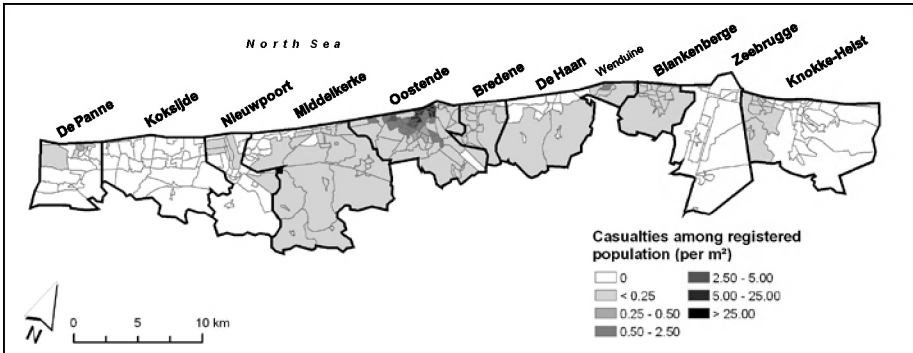 North Sea
De Panne
Koksijde
Nieuwpoort
Middelkerke
Oostende
Bredene
De Haan
Wenduine
Blankenberge
Zeebrugge
Knokke-Heist
Casualties among registered
population (per m²)
0
< 0.25
0.25 - 0.50
0.50 - 2.50
2.50 - 5.00
5.00 - 25.00
> 25.00
N
0 5 10 km